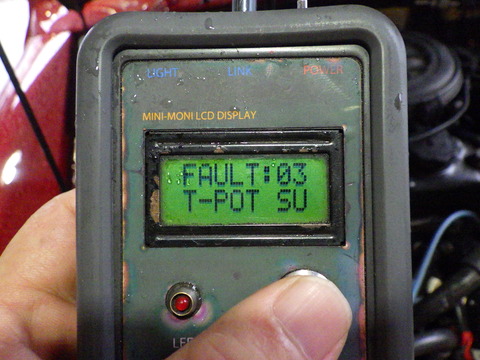 LIGHT LINK POWER
MINI-MONI LCD DISPLAY
FAULT:03
T-POT SU